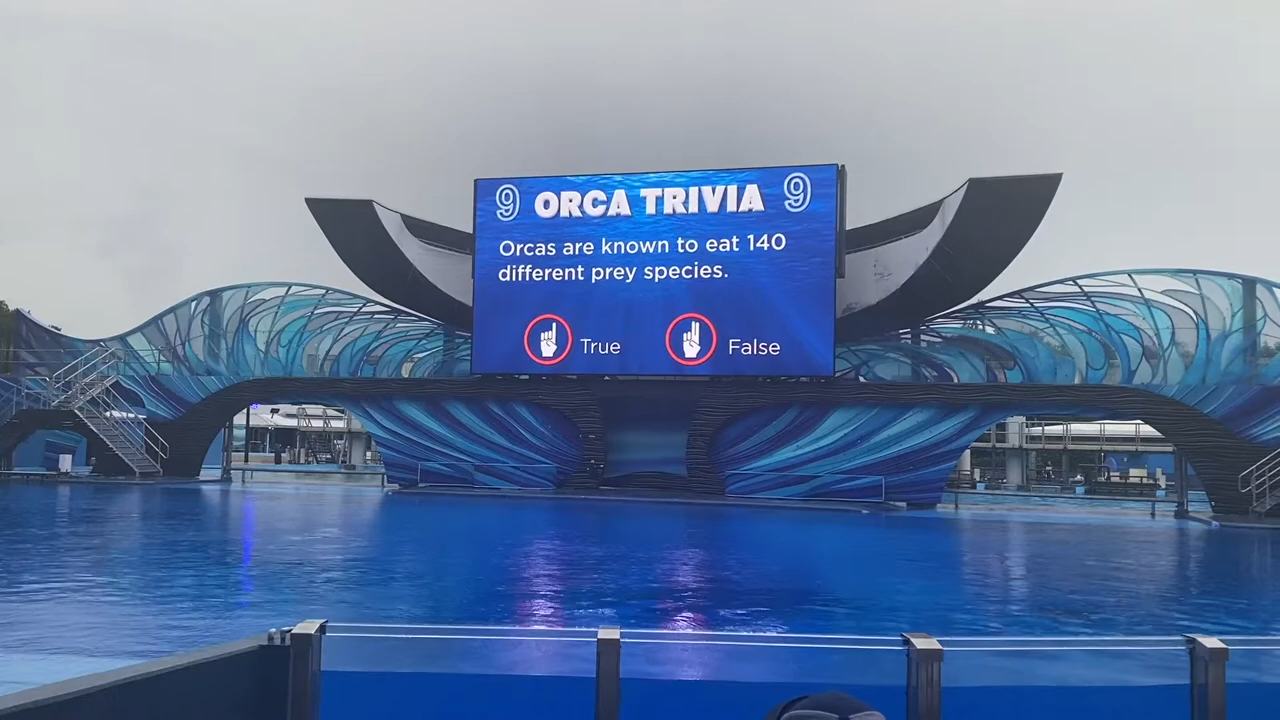 9 ORCA TRIVIA 9
Orcas are known to eat 140
different prey species.
True False